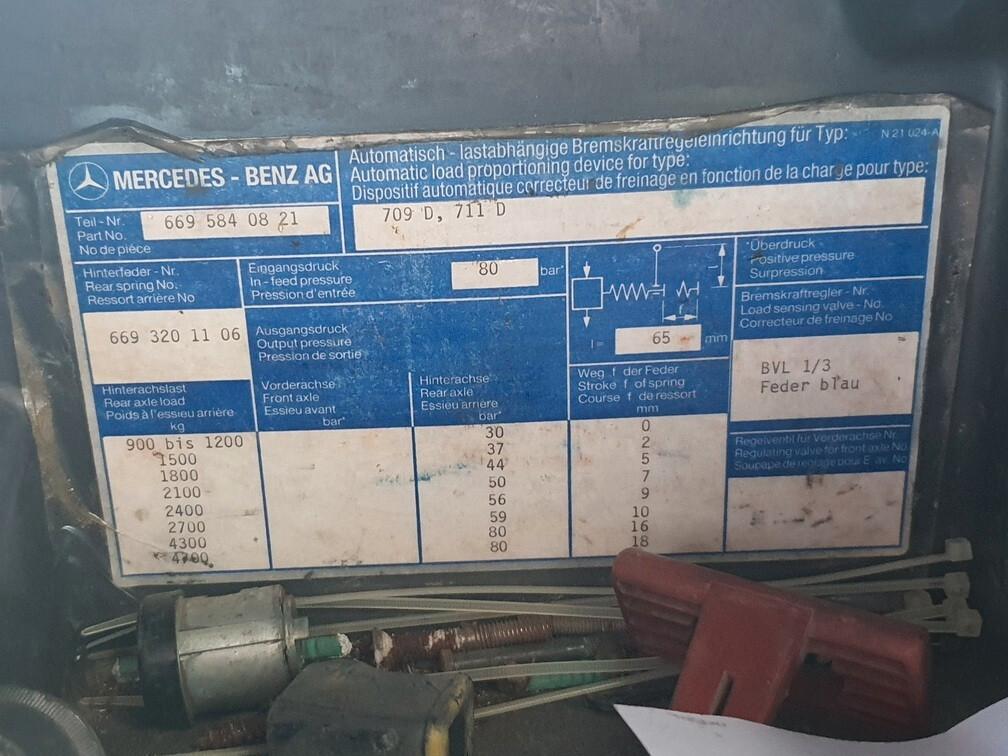 MERCEDES - BENZ AG
Teil - Nr.
Part No.
No de pièce
669 584 08 21
Automatisch - lastabhängige Bremskraftregeleinrichtung für Typ:
N 21 024-A
Automatic load proportioning device for type:
Dispositif automatique correcteur de freinage en fonction de la charge pour type:
709 D, 711 D
Hinterfeder - Nr.
Rear spring No.
Ressort arrière No
669 320 11 06
Eingangsdruck
In - feed pressure
Pression d'entrée
80 bar*
Ausgangsdruck
Output pressure
Pression de sortie
l
f
l = 65 mm
*Überdruck
Positive pressure
Surpression
Bremskraftregler - Nr.
Load sensing valve - No.
Correcteur de freinage No
BVL 1/3
Feder blau
Hinterachslast
Rear axle load
Poids à l'essieu arrière
kg
Vorderachse
Front axle
Essieu avant
bar*
Hinterachse
Rear axle
Essieu arrière
bar*
Weg f der Feder
Stroke f of spring
Course f de ressort
mm
900 bis 1200 30 0
1500 37 2
1800 44 5
2100 50 7
2400 56 9
2700 59 10
4300 80 16
4700 80 18
Regelventil für Vorderachse Nr.
Regulating valve for front axle No.
Soupape de réglage pour E. av. No